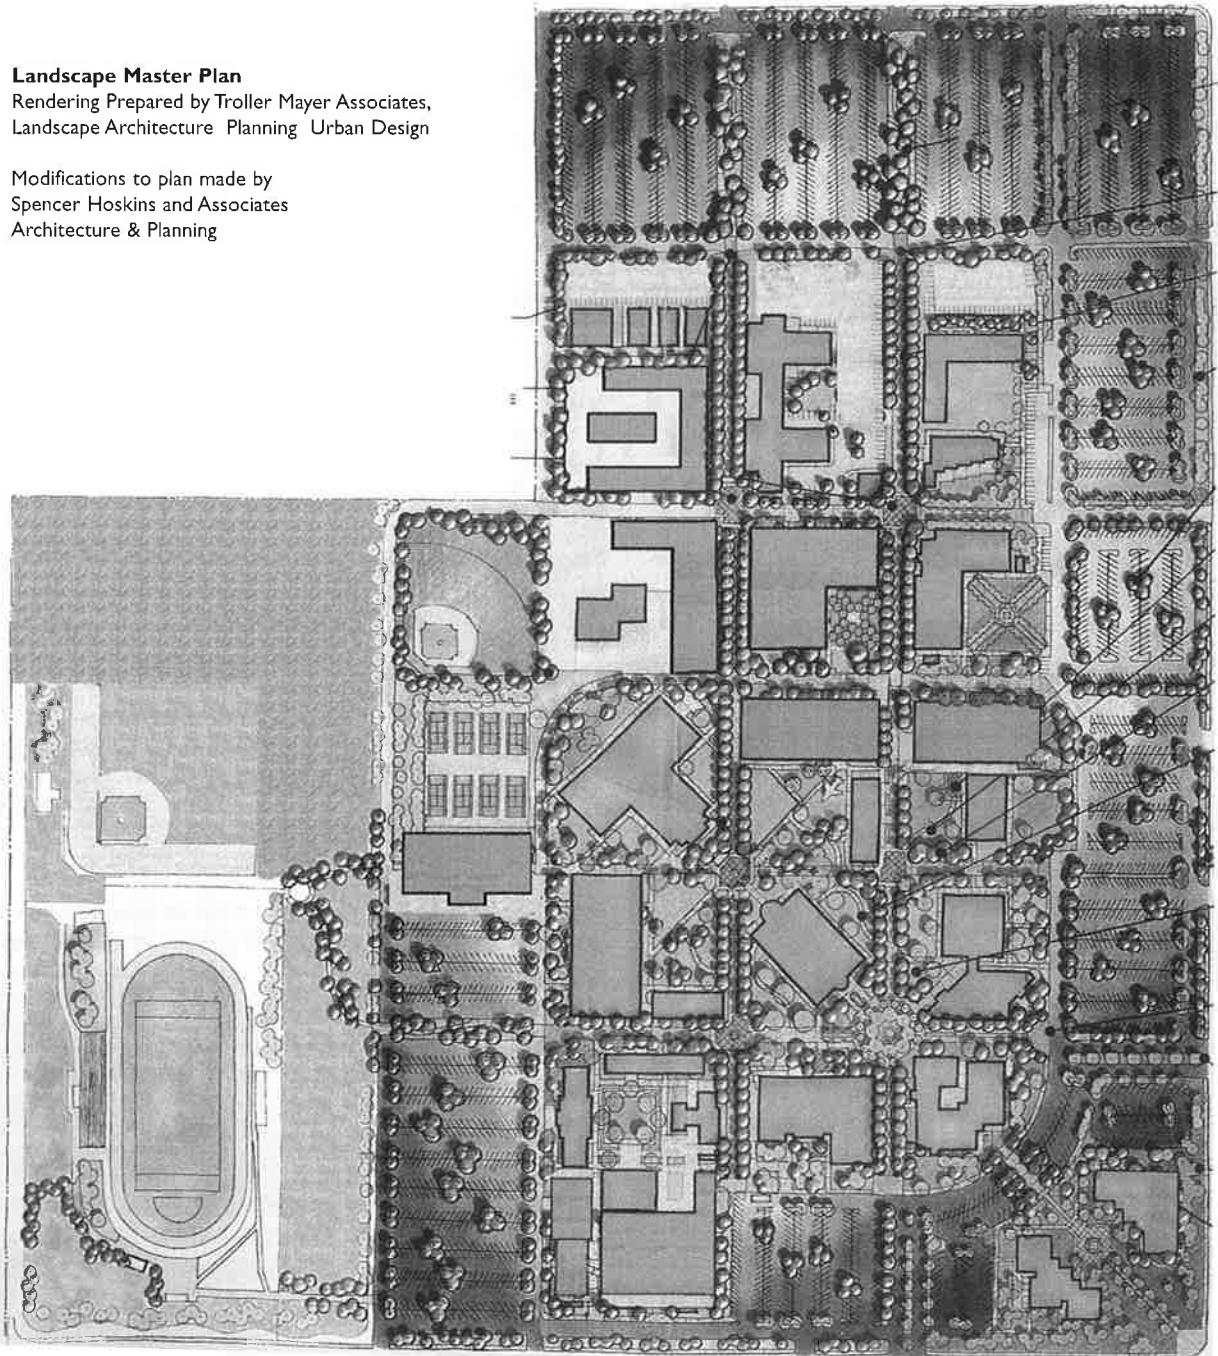 Landscape Master Plan
Rendering Prepared by Troller Mayer Associates,
Landscape Architecture Planning Urban Design
Modifications to plan made by
Spencer Hoskins and Associates
Architecture & Planning